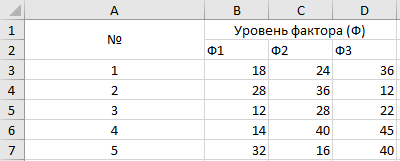 A B C D
1 № Уровень фактора (Ф)
2 Ф1 Ф2 Ф3
3 1 18 24 36
4 2 28 36 12
5 3 12 28 22
6 4 14 40 45
7 5 32 16 40